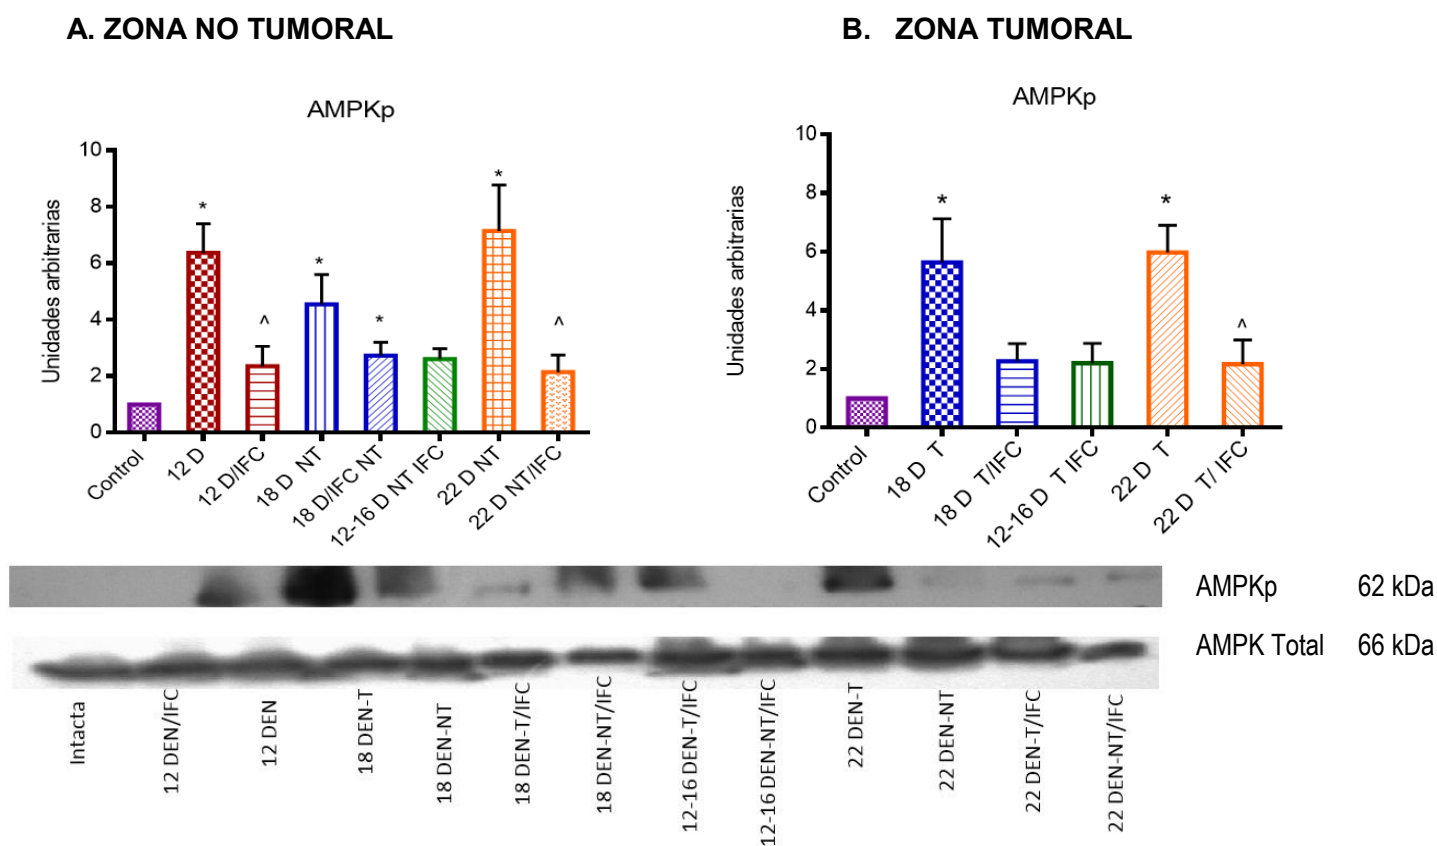 A. ZONA NO TUMORAL
B. ZONA TUMORAL
AMPKp
Unidades arbitrarias
10
8
6
4
2
0
*
^
*
*
*
^
Control
12 D
12 D/IFC
18 D NT
18 D/IFC NT
12-16 D NT IFC
22 D NT
22 D NT/IFC
AMPKp
Unidades arbitrarias
10
8
6
4
2
0
*
*
^
Control
18 D T
18 D T/IFC
12-16 D T IFC
22 D T
22 D T/ IFC
AMPKp 62 kDa
AMPK Total 66 kDa
Intacta
12 DEN/IFC
12 DEN
18 DEN-T
18 DEN-NT
18 DEN-T/IFC
18 DEN-NT/IFC
12-16 DEN-T/IFC
12-16 DEN-NT/IFC
22 DEN-T
22 DEN-NT
22 DEN-T/IFC
22 DEN-NT/IFC